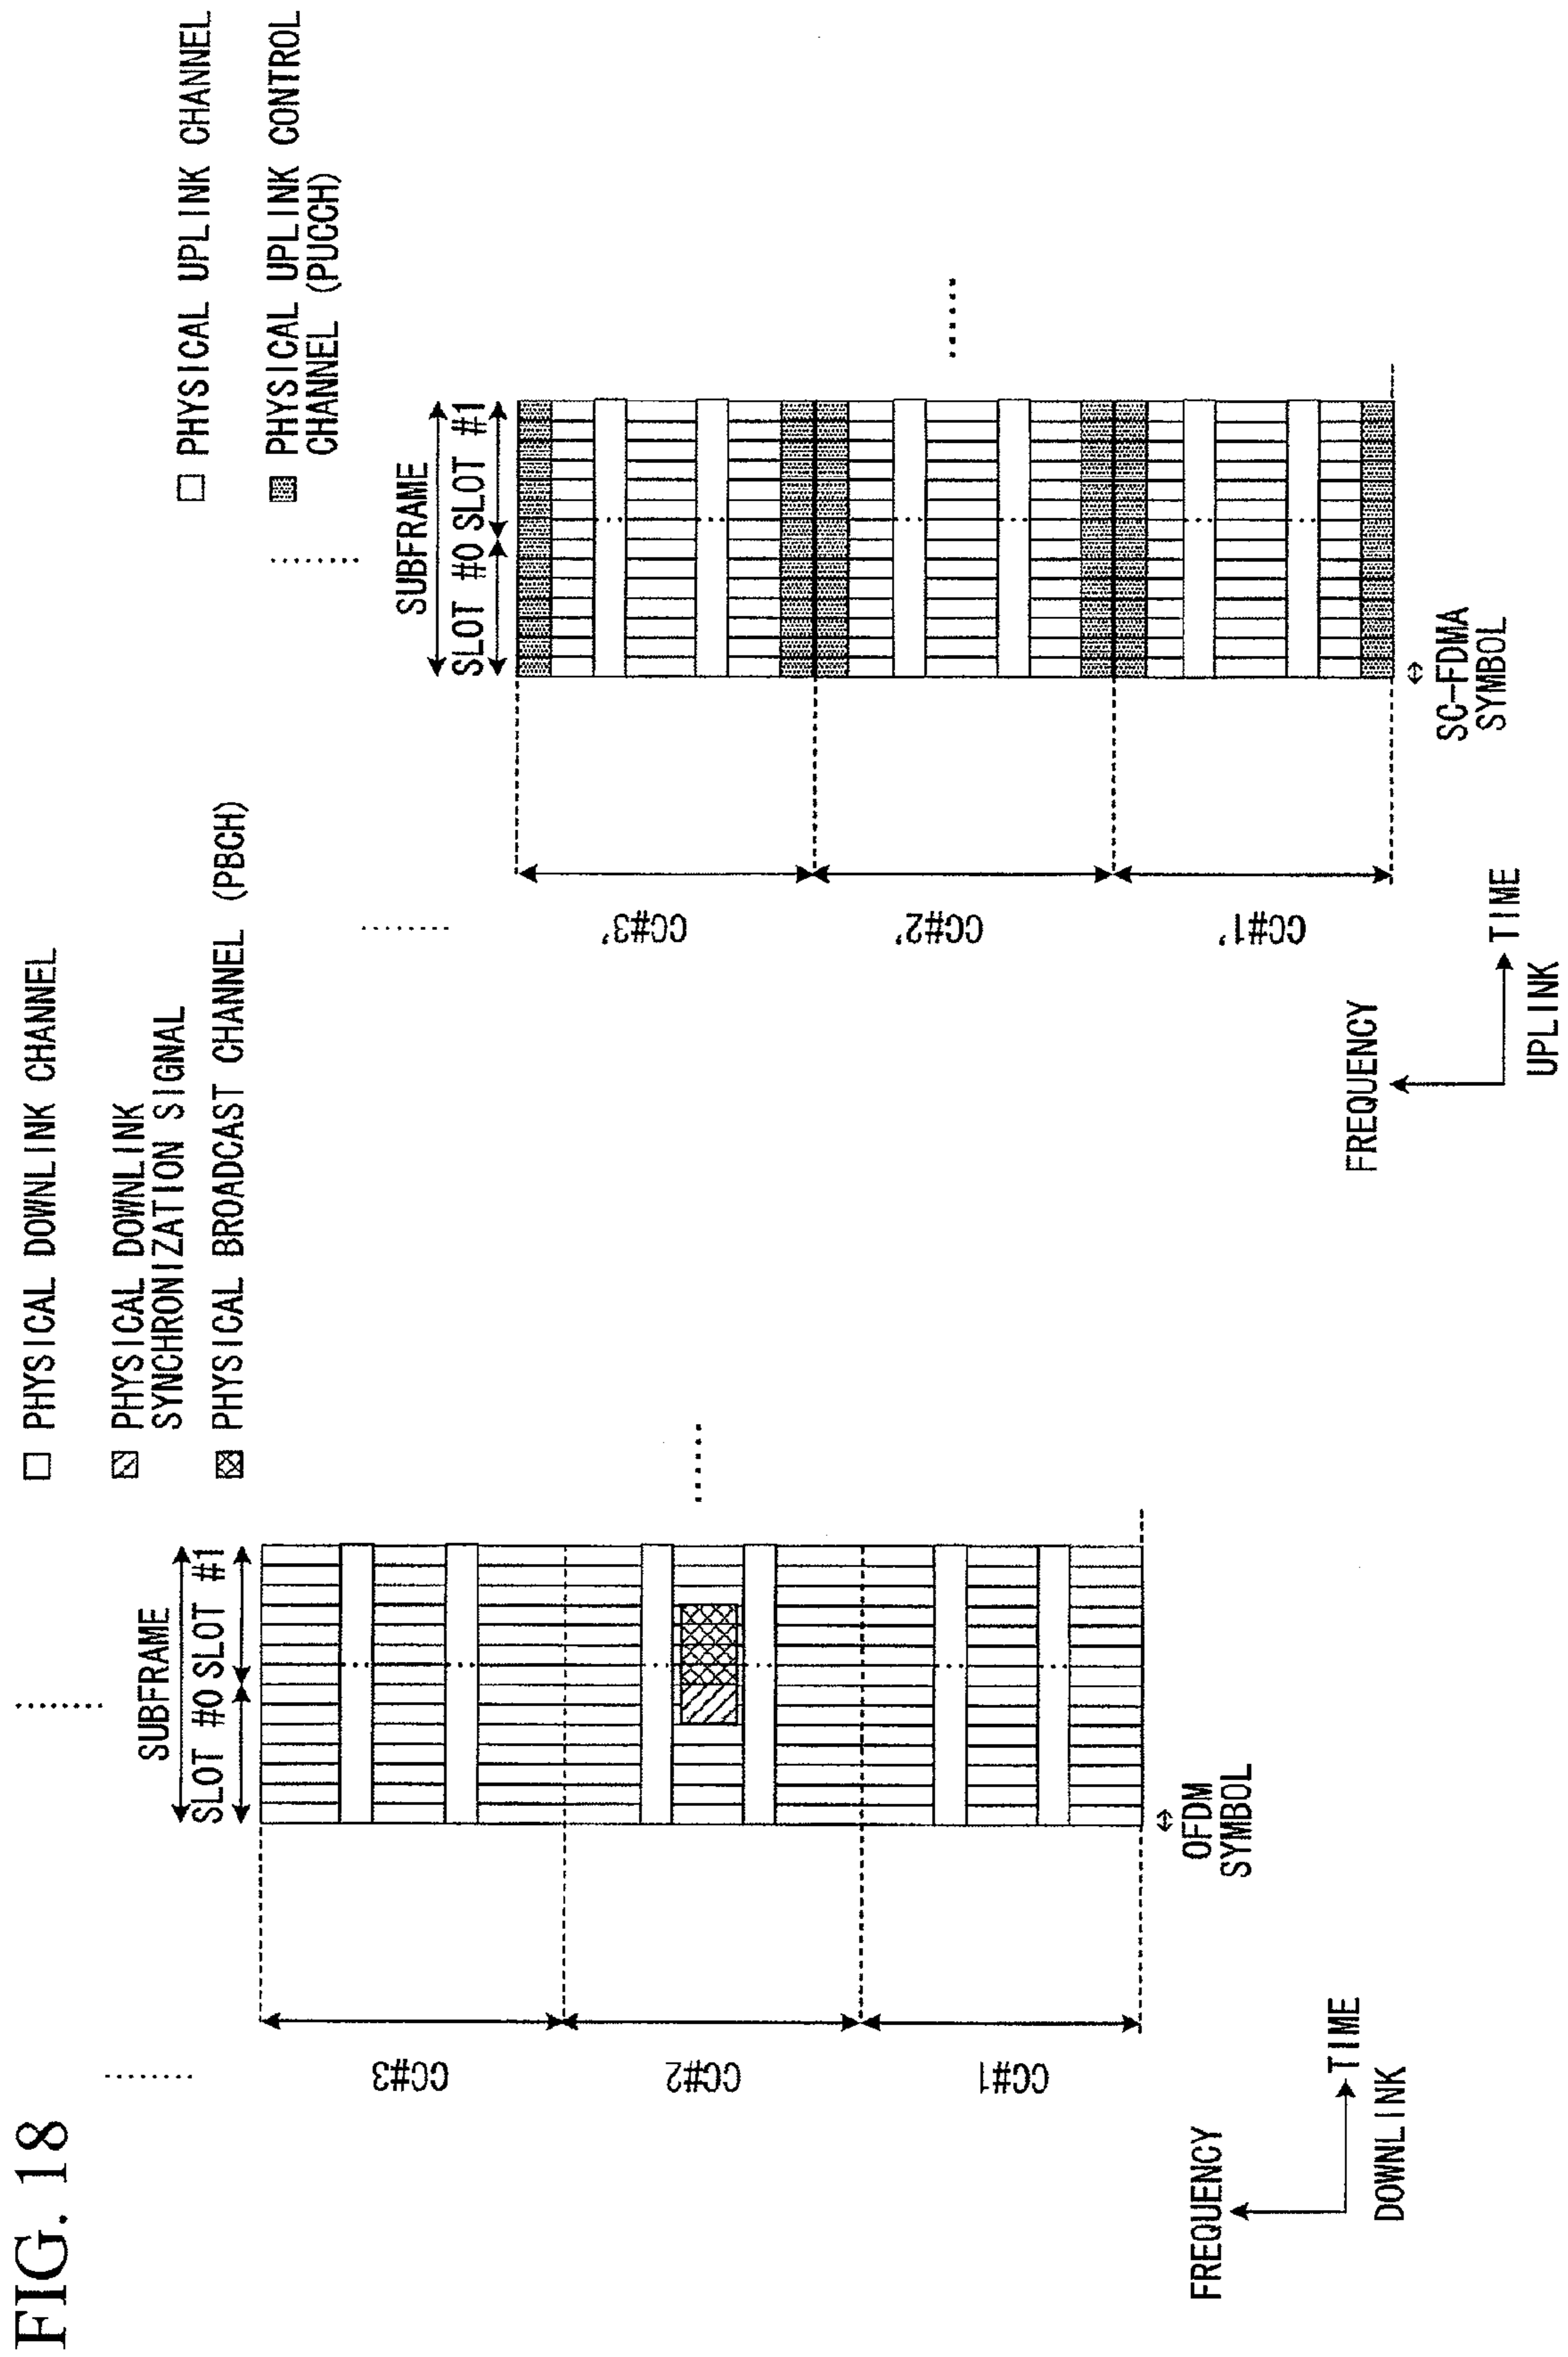 FIG. 18
PHYSICAL DOWNLINK CHANNEL
PHYSICAL DOWNLINK
SYNCHRONIZATION SIGNAL
PHYSICAL BROADCAST CHANNEL (PBCH)
SUBFRAME
SLOT #0 SLOT #1
CC#3
CC#2
CC#1
OFDM
SYMBOL
FREQUENCY
TIME
DOWNLINK
PHYSICAL UPLINK CHANNEL
PHYSICAL UPLINK CONTROL
CHANNEL (PUCCH)
SUBFRAME
SLOT #0 SLOT #1
CC#3'
CC#2'
CC#1'
SC-FDMA
SYMBOL
FREQUENCY
TIME
UPLINK